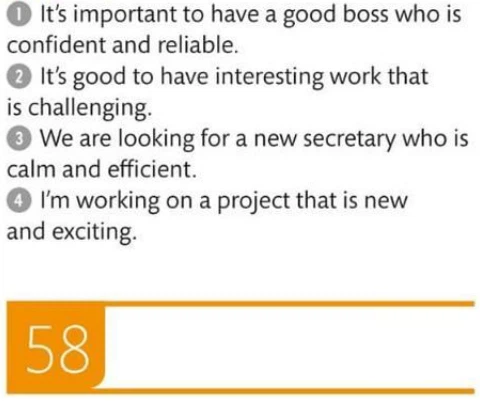 1 It's important to have a good boss who is
confident and reliable.
2 It's good to have interesting work that
is challenging.
3 We are looking for a new secretary who is
calm and efficient.
4 I'm working on a project that is new
and exciting.
58